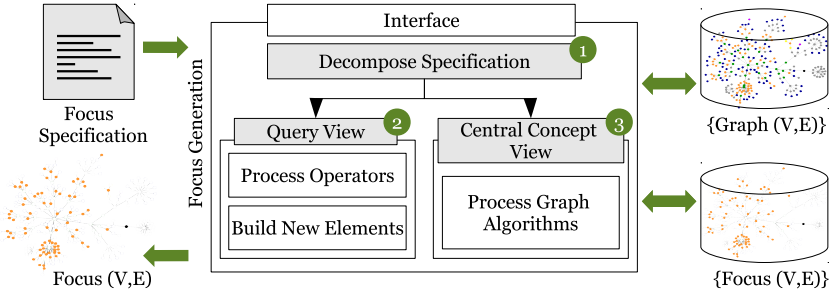 Focus
Specification
Focus (V,E)
Focus Generation
Interface
Decompose Specification
1
Query View
2
Process Operators
Build New Elements
Central Concept
View
3
Process Graph
Algorithms
{Graph (V,E)}
{Focus (V,E)}